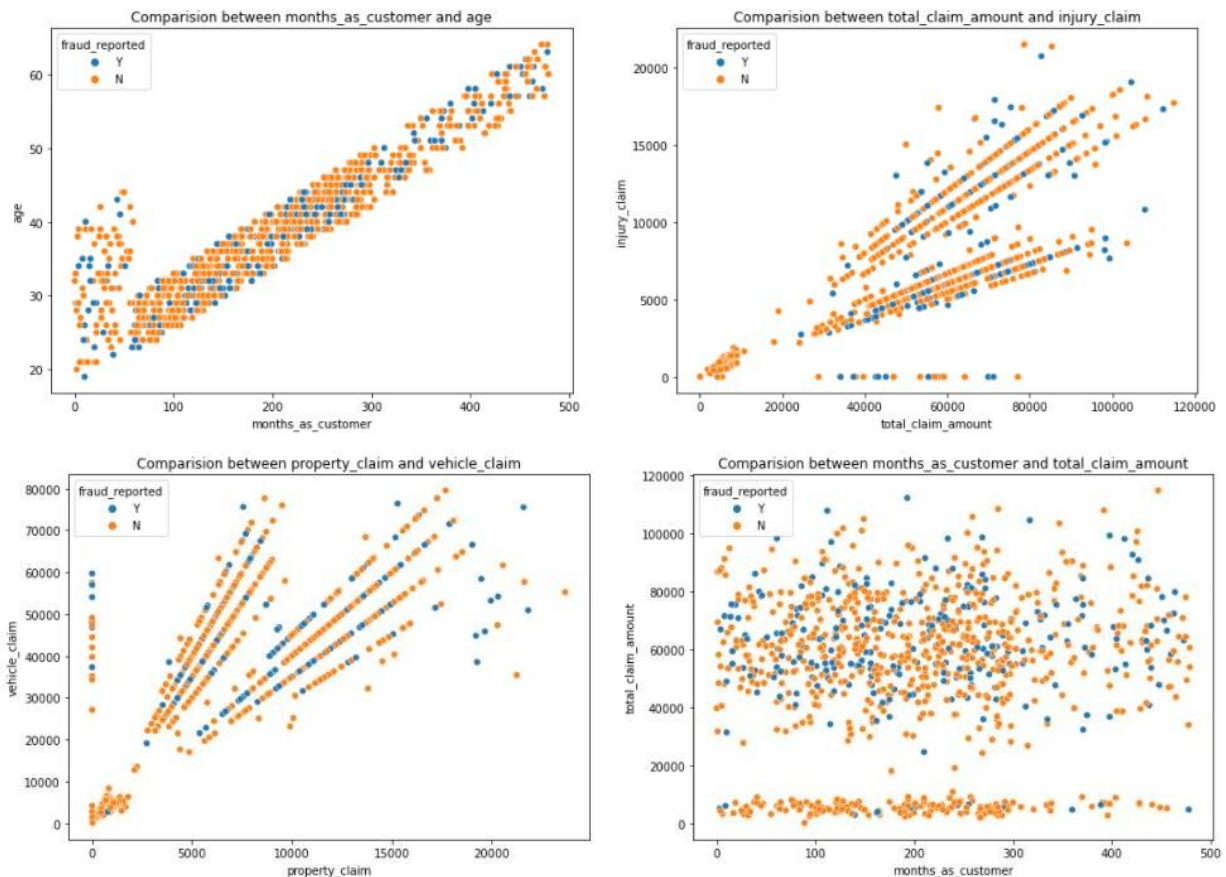 Comparision between months_as_customer and age
fraud_reported
Y
N
60
50
40
30
20
age
0
100
200
300
400
500
months_as_customer
Comparision between total_claim_amount and injury_claim
fraud_reported
Y
N
20000
15000
10000
5000
0
injury_claim
0
20000
40000
60000
80000
100000
120000
total_claim_amount
Comparision between property_claim and vehicle_claim
fraud_reported
Y
N
80000
70000
60000
50000
40000
30000
20000
10000
0
vehicle_claim
0
5000
10000
15000
20000
property_claim
Comparision between months_as_customer and total_claim_amount
fraud_reported
Y
N
120000
100000
80000
60000
40000
20000
0
total_claim_amount
0
100
200
300
400
500
months_as_customer